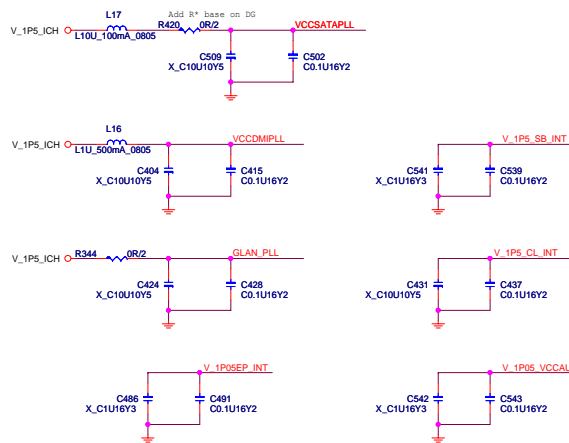 L17
Add R* base on DG
V_1P5_ICH
R420
0R/2
VCCSATAPLL
L10U_100mA_0805
C509
X_C10U10Y5
C502
C0.1U16Y2
L16
V_1P5_ICH
VCCDMIPLL
L1U_500mA_0805
C404
X_C10U10Y5
C415
C0.1U16Y2
V_1P5_SB_INT
C541
X_C1U16Y3
C539
C0.1U16Y2
V_1P5_ICH
R344
0R/2
GLAN_PLL
C424
X_C10U10Y5
C428
C0.1U16Y2
V_1P5_CL_INT
C431
X_C10U10Y5
C437
C0.1U16Y2
V_1P05EP_INT
C486
X_C1U16Y3
C491
C0.1U16Y2
V_1P05_VCCAL
C542
X_C1U16Y3
C543
C0.1U16Y2